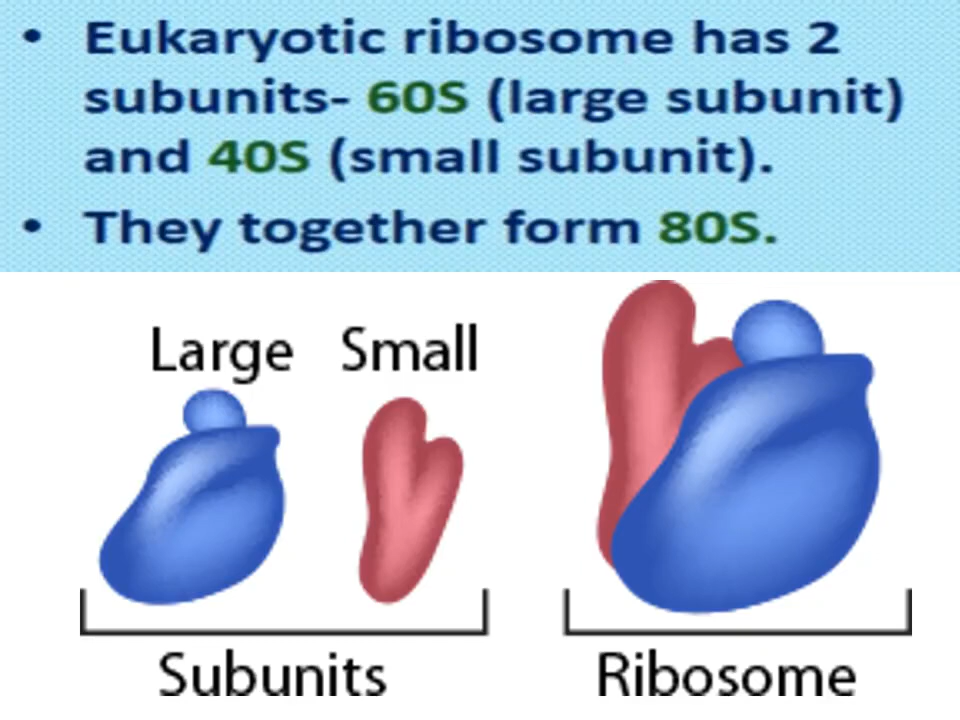 • Eukaryotic ribosome has 2
subunits- 60S (large subunit)
and 40S (small subunit).
• They together form 80S.
Large Small
Subunits Ribosome